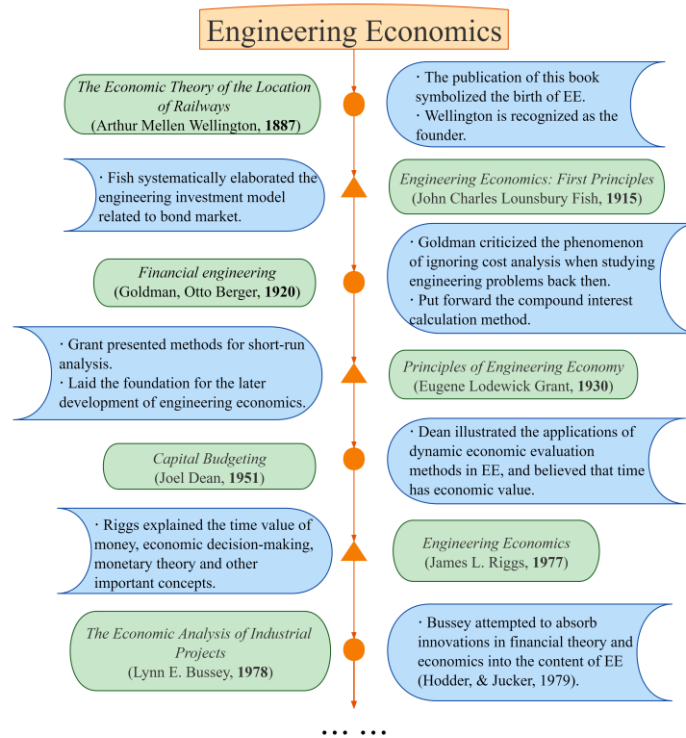 Engineering Economics
The Economic Theory of the Location
of Railways
(Arthur Mellen Wellington, 1887)
· The publication of this book
symbolized the birth of EE.
· Wellington is recognized as the
founder.
· Fish systematically elaborated the
engineering investment model
related to bond market.
Engineering Economics: First Principles
(John Charles Lounsbury Fish, 1915)
Financial engineering
(Goldman, Otto Berger, 1920)
· Goldman criticized the phenomenon
of ignoring cost analysis when studying
engineering problems back then.
· Put forward the compound interest
calculation method.
· Grant presented methods for short-run
analysis.
· Laid the foundation for the later
development of engineering economics.
Principles of Engineering Economy
(Eugene Lodewick Grant, 1930)
Capital Budgeting
(Joel Dean, 1951)
· Dean illustrated the applications of
dynamic economic evaluation
methods in EE, and believed that time
has economic value.
· Riggs explained the time value of
money, economic decision-making,
monetary theory and other
important concepts.
Engineering Economics
(James L. Riggs, 1977)
The Economic Analysis of Industrial
Projects
(Lynn E. Bussey, 1978)
· Bussey attempted to absorb
innovations in financial theory and
economics into the content of EE
(Hodder, & Jucker, 1979).
... ...